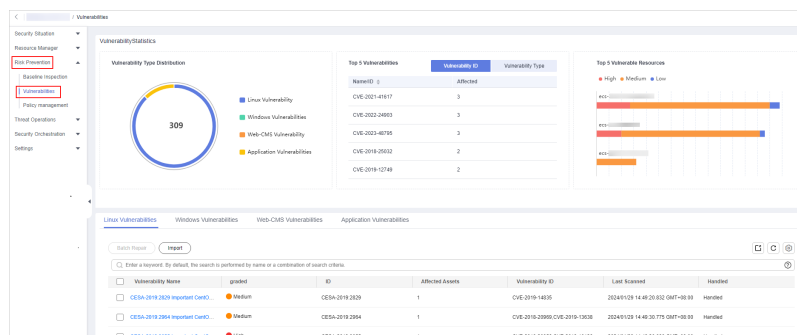 / Vulnerabilities
Security Situation
Resource Manager
Risk Prevention
Baseline Inspection
Vulnerabilities
Policy management
Threat Operations
Security Orchestration
Settings
VulnerabilityStatistics
Vulnerability Type Distribution
309
Linux Vulnerability
Windows Vulnerabilities
Web-CMS Vulnerability
Application Vulnerabilities
Top 5 Vulnerabilities
Vulnerability ID
Vulnerability Type
Name/ID Affected
CVE-2021-41617 3
CVE-2022-24903 3
CVE-2023-48795 3
CVE-2018-25032 2
CVE-2019-12749 2
Top 5 Vulnerable Resources
High Medium Low
ecs-
ecs-
ecs-
Linux Vulnerabilities Windows Vulnerabilities Web-CMS Vulnerabilities Application Vulnerabilities
Batch Repair Import
Enter a keyword. By default, the search is performed by name or a combination of search criteria.
Vulnerability Name graded ID Affected Assets Vulnerability ID Last Scanned Handled
CESA-2019:2829 Important CentO... Medium CESA-2019:2829 1 CVE-2019-14835 2024/01/29 14:49:20.832 GMT+08:00 Handled
CESA-2019:2964 Important CentO... Medium CESA-2019:2964 1 CVE-2018-20969,CVE-2019-13638 2024/01/29 14:49:30.775 GMT+08:00 Handled